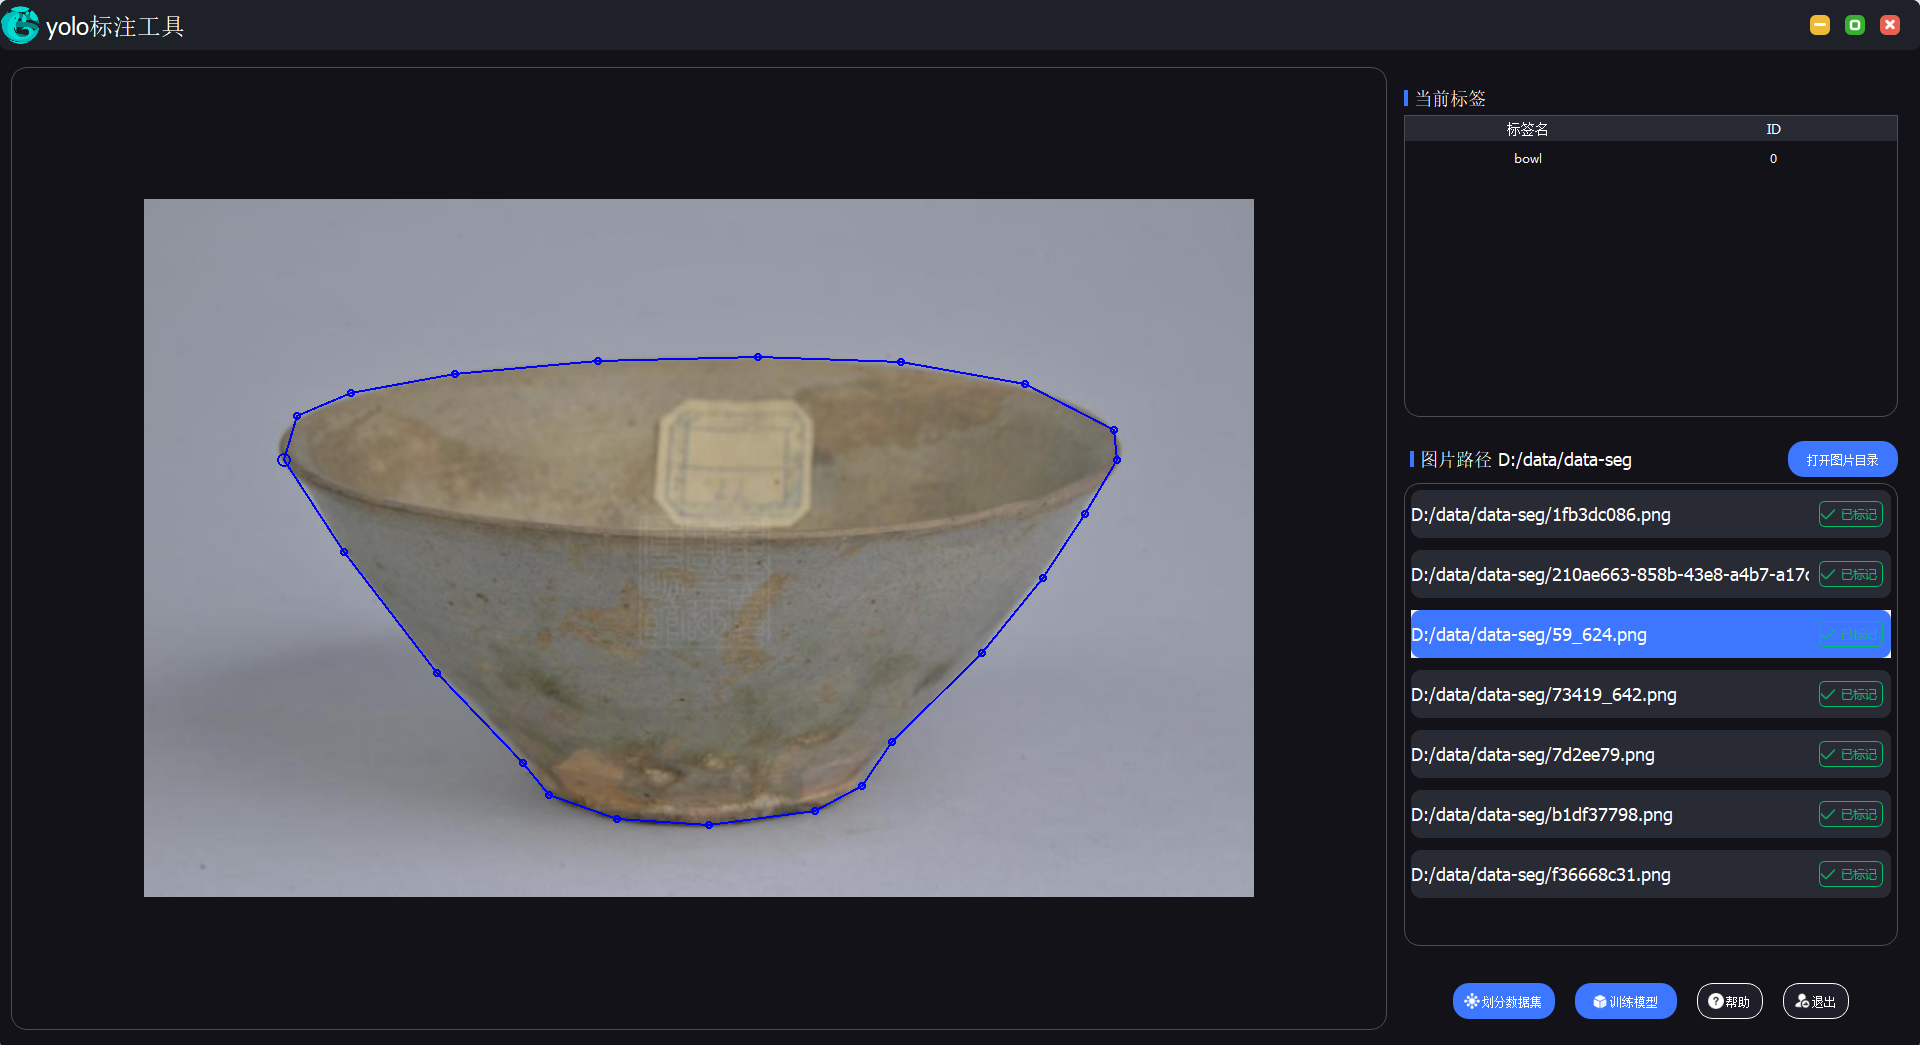 yolo标注工具
当前标签
标签名 ID
bowl 0
图片路径 D:/data/data-seg
打开图片目录
D:/data/data-seg/1fb3dc086.png 已标记
D:/data/data-seg/210ae663-858b-43e8-a4b7-a17 已标记
D:/data/data-seg/59_624.png 已标记
D:/data/data-seg/73419_642.png 已标记
D:/data/data-seg/7d2ee79.png 已标记
D:/data/data-seg/b1df37798.png 已标记
D:/data/data-seg/f36668c31.png 已标记
划分数据集 训练模型 帮助 退出